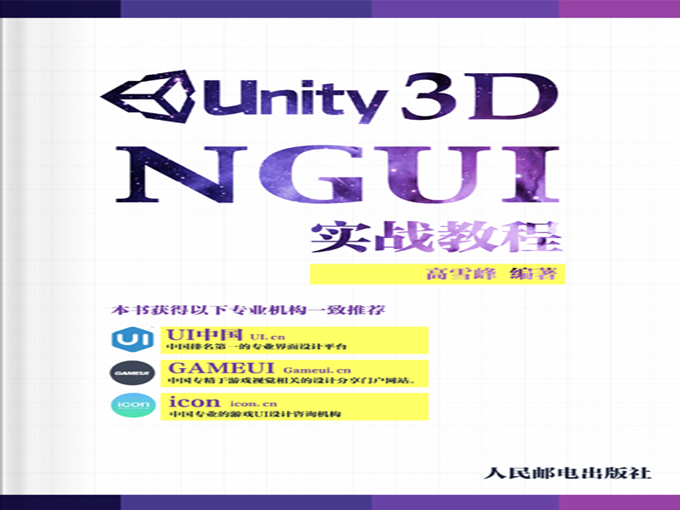 Unity 3D
NGUI
实战教程
高雪峰 编著
本书获得以下专业机构一致推荐
UI
UI中国 UI.cn
中国排名第一的专业界面设计平台
GAMEUI
GAMEUI Gameui.cn
中国专精于游戏视觉相关的设计分享门户网站。
icon
icon icon.cn
中国专业的游戏UI设计咨询机构
人民邮电出版社